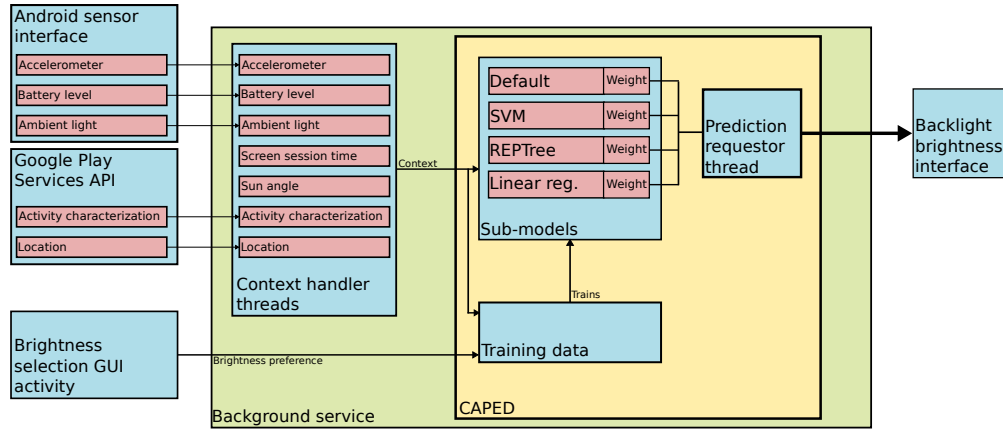 Android sensor
interface
Accelerometer
Battery level
Ambient light
Google Play
Services API
Activity characterization
Location
Brightness
selection GUI
activity
Accelerometer
Battery level
Ambient light
Screen session time
Sun angle
Activity characterization
Location
Context handler
threads
Context
Brightness preference
Background service
Default Weight
SVM Weight
REPTree Weight
Linear reg. Weight
Sub-models
Trains
Training data
CAPED
Prediction
requestor
thread
Backlight
brightness
interface